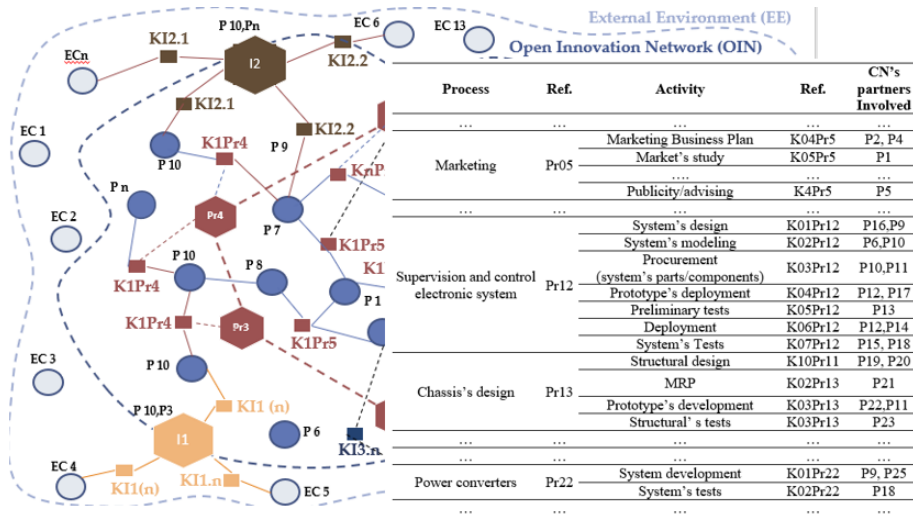 External Environment (EE)
Open Innovation Network (OIN)
P 10,Pn
EC 6
EC 13
KI2.1
ECn
I2
KI2.2
KI2.1
KI2.2
EC 1
P 10
K1Pr4
P 9
P n
Pr4
P 7
EC 2
K1Pr5
P 10
P 8
K1Pr4
P 1
K1Pr4
Pr3
K1Pr5
EC 3
P 10
P 10,P3
KI1 (n)
I1
P 6
KI3.n
EC 4
KI1(n)
KI1.n
EC 5
Process Ref. Activity Ref. CN's partners Involved
… … … … …
Marketing Pr05
Marketing Business Plan K04Pr5 P2, P4
Market's study K05Pr5 P1
…. … …
Publicity/advising K4Pr5 P5
… … … … …
Supervision and control electronic system Pr12
System's design K01Pr12 P16,P9
System's modeling K02Pr12 P6,P10
Procurement
(system's parts/components) K03Pr12 P10,P11
Prototype's deployment K04Pr12 P12, P17
Preliminary tests K05Pr12 P13
Deployment K06Pr12 P12,P14
System's Tests K07Pr12 P15, P18
Chassis's design Pr13
Structural design K10Pr11 P19, P20
MRP K02Pr13 P21
Prototype's development K03Pr13 P22,P11
Structural' s tests K03Pr13 P23
… … … … …
Power converters Pr22
System development K01Pr22 P9, P25
System's tests K02Pr22 P18
… … … … …